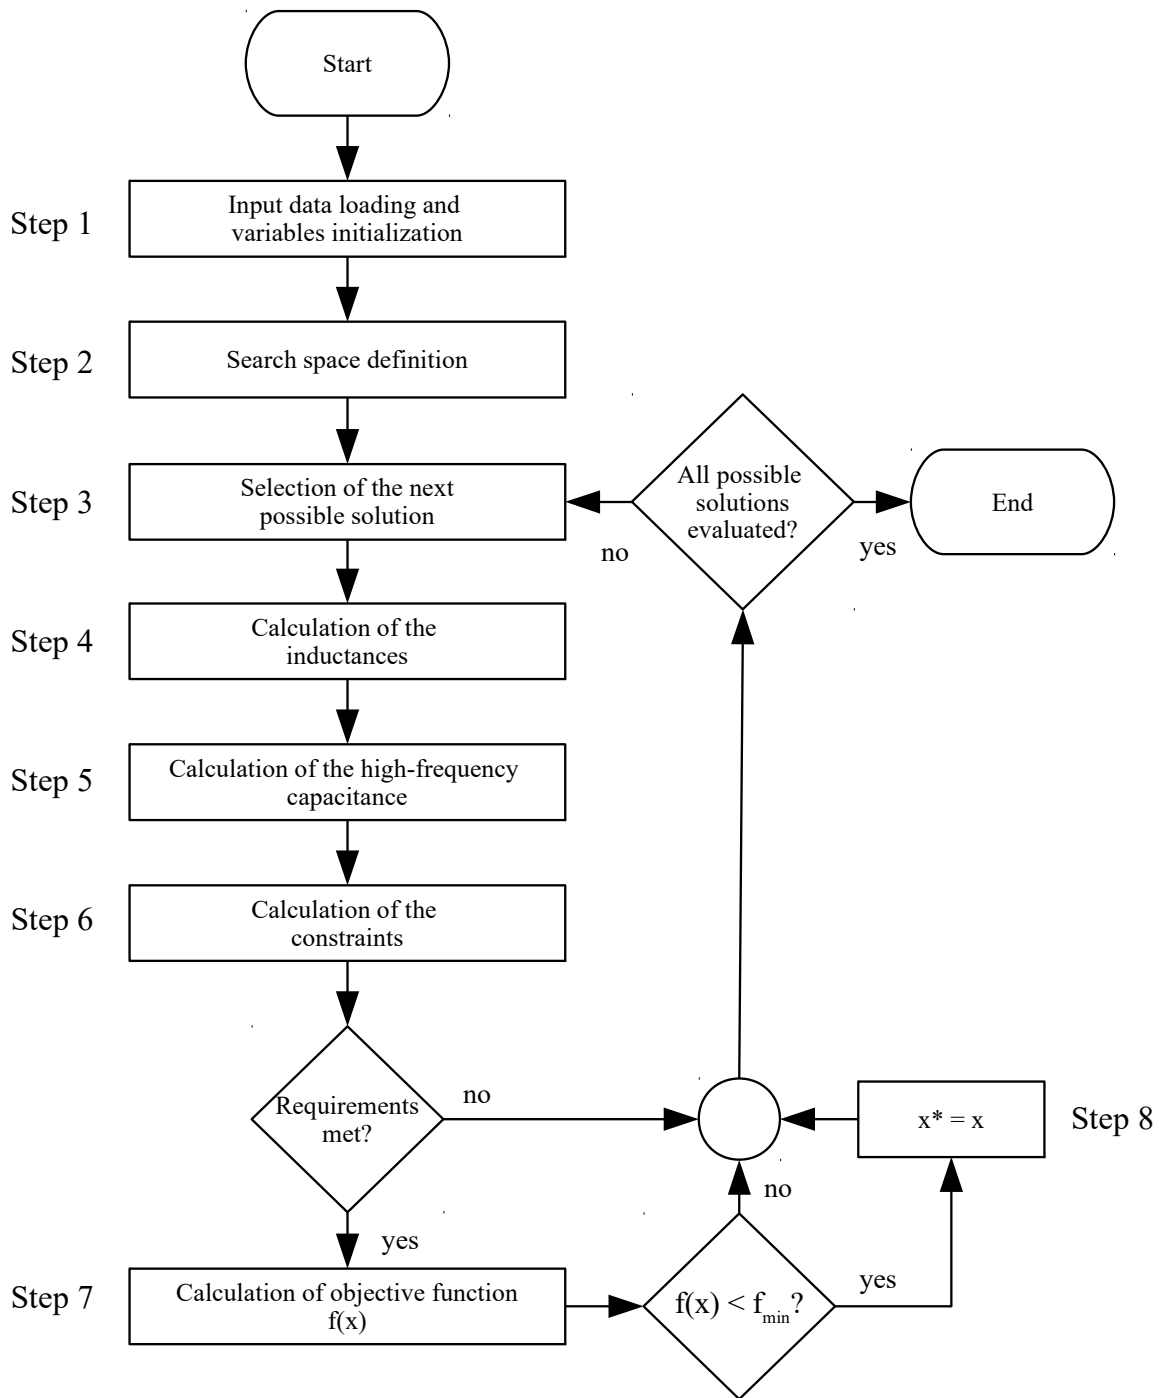 Start
Step 1
Input data loading and
variables initialization
Step 2
Search space definition
Step 3
Selection of the next
possible solution
All possible
solutions
evaluated?
no
yes
End
Step 4
Calculation of the
inductances
Step 5
Calculation of the high-frequency
capacitance
Step 6
Calculation of the
constraints
Requirements
met?
no
x* = x
Step 8
yes
no
Step 7
Calculation of objective function
f(x)
f(x) < fmin?
yes